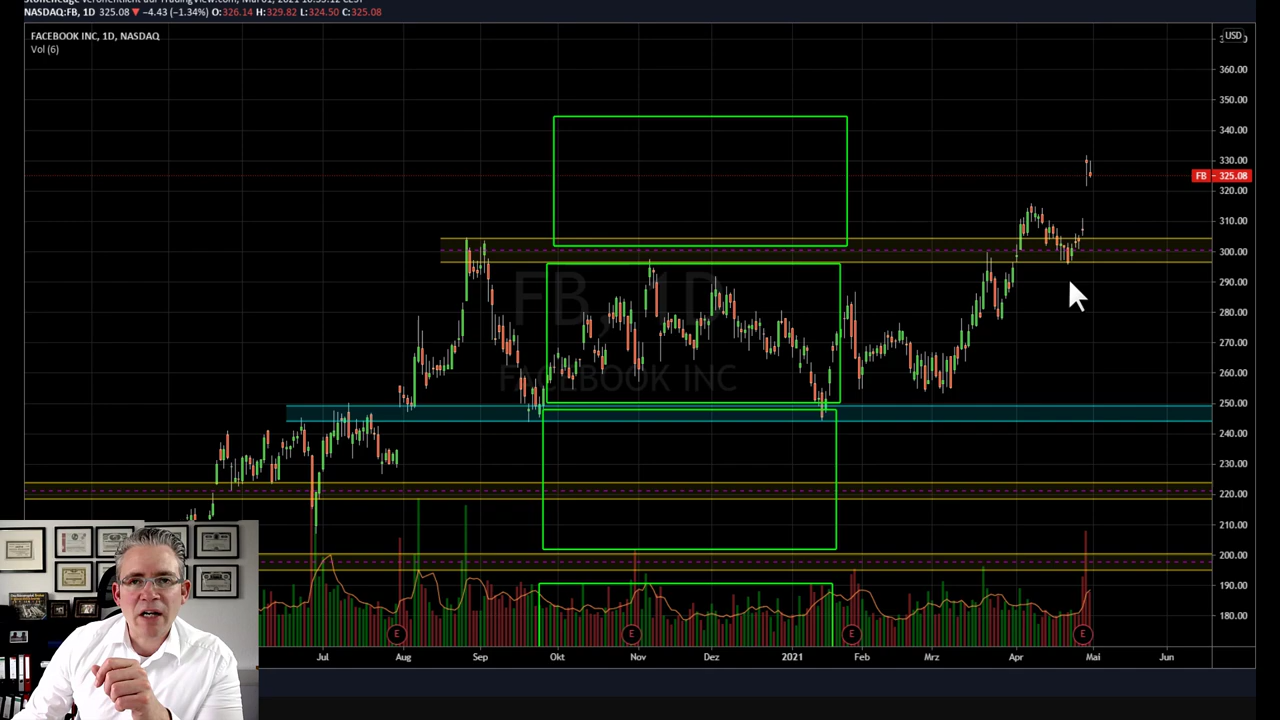 veröffentlicht auf TradingView.com,
NASDAQ:FB, 1D 325.08 ▼ −4.43 (−1.34%) O:326.14 H:329.82 L:324.50 C:325.08
FACEBOOK INC, 1D, NASDAQ
Vol (6)
USD
360.00
350.00
340.00
330.00
FB 325.08
320.00
310.00
300.00
290.00
280.00
270.00
260.00
250.00
240.00
230.00
220.00
210.00
200.00
190.00
180.00
FB, 1D
FACEBOOK INC
E E E E
Jul Aug Sep Okt Nov Dez 2021 Feb Mrz Apr Mai Jun